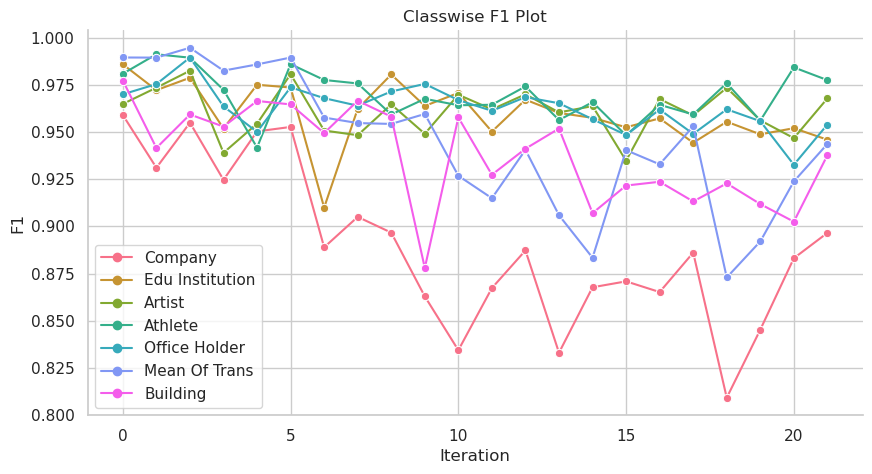 Classwise F1 Plot
1.000
0.975
0.950
0.925
0.900
0.875
0.850
0.825
0.800
F1
Company
Edu Institution
Artist
Athlete
Office Holder
Mean Of Trans
Building
0 5 10 15 20
Iteration